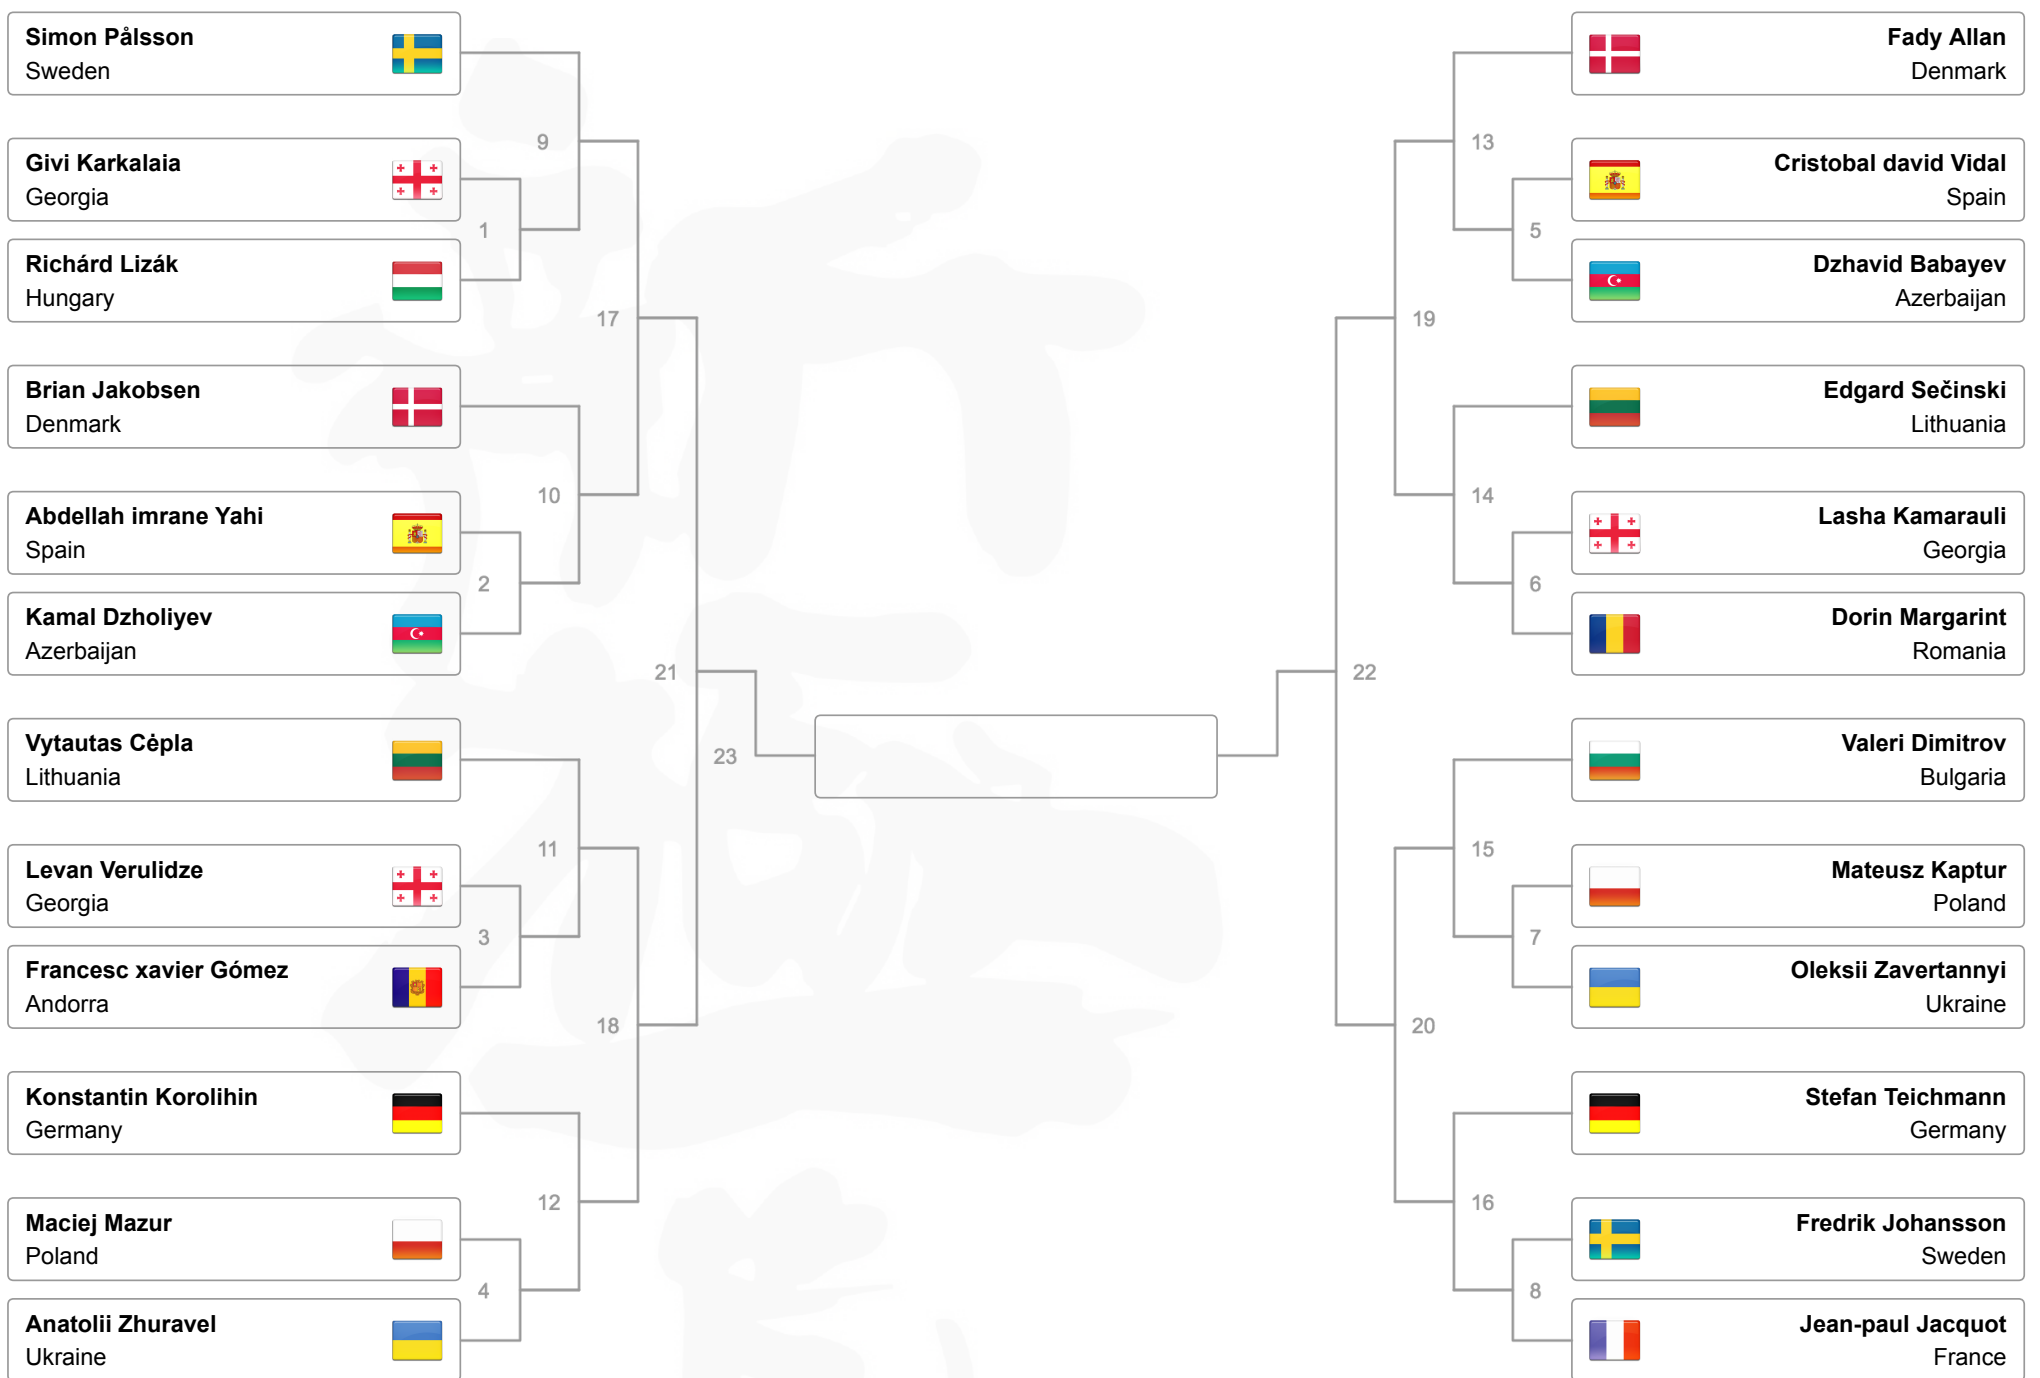 Simon Pålsson
Sweden
Givi Karkalaia
Georgia
Richárd Lizák
Hungary
Brian Jakobsen
Denmark
Abdellah imrane Yahi
Spain
Kamal Dzholiyev
Azerbaijan
Vytautas Cėpla
Lithuania
Levan Verulidze
Georgia
Francesc xavier Gómez
Andorra
Konstantin Korolihin
Germany
Maciej Mazur
Poland
Anatolii Zhuravel
Ukraine
9
1
17
10
2
21
23
11
3
18
12
4
Fady Allan
Denmark
Cristobal david Vidal
Spain
Dzhavid Babayev
Azerbaijan
Edgard Sečinski
Lithuania
Lasha Kamarauli
Georgia
Dorin Margarint
Romania
Valeri Dimitrov
Bulgaria
Mateusz Kaptur
Poland
Oleksii Zavertannyi
Ukraine
Stefan Teichmann
Germany
Fredrik Johansson
Sweden
Jean-paul Jacquot
France
13
5
19
14
6
22
15
7
20
16
8